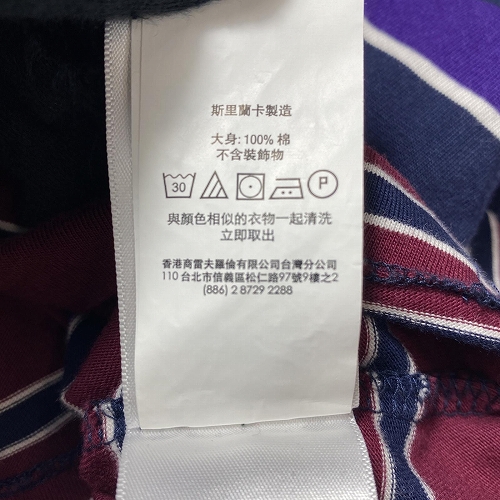 斯里蘭卡製造
大身: 100% 棉
不含裝飾物
30 P
與顏色相似的衣物一起清洗
立即取出
香港商雷夫羅倫有限公司台灣分公司
110 台北市信義區松仁路97號9樓之2
(886) 2 8729 2288